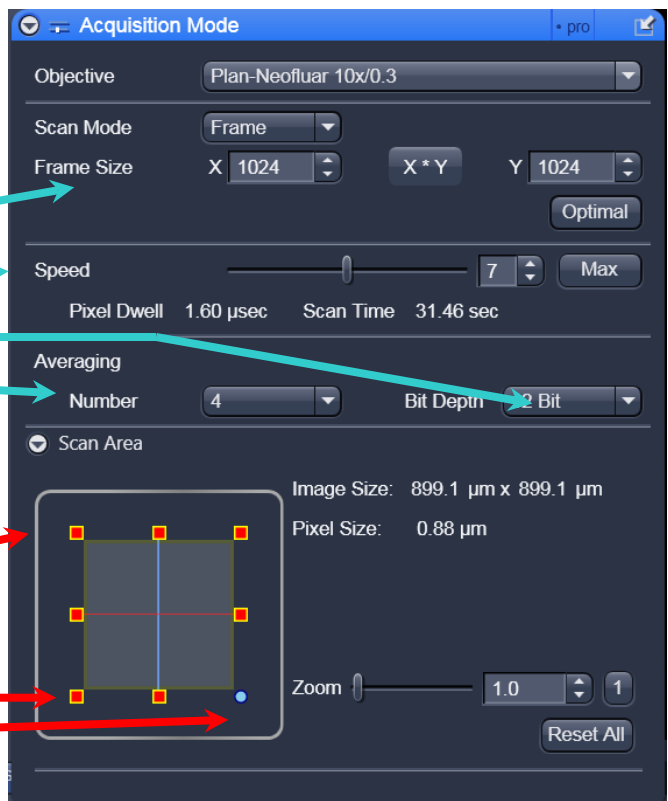 Acquisition Mode • pro
Objective Plan-Neofluar 10x/0.3
Scan Mode Frame
Frame Size X 1024 X * Y Y 1024
Optimal
Speed 7 Max
Pixel Dwell 1.60 µsec Scan Time 31.46 sec
Averaging
Number 4 Bit Depth 2 Bit
Scan Area
Image Size: 899.1 µm x 899.1 µm
Pixel Size: 0.88 µm
Zoom 1.0 1
Reset All